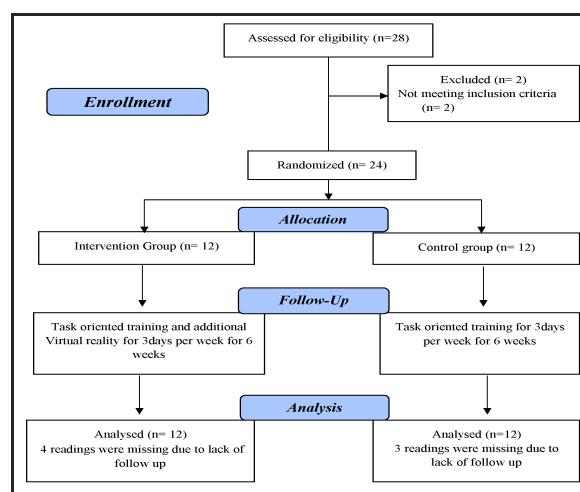 Assessed for eligibility (n=28)
Excluded (n= 2)
Not meeting inclusion criteria
(n= 2)
Enrollment
Randomized (n= 24)
Allocation
Intervention Group (n= 12)
Control group (n= 12)
Follow-Up
Task oriented training and additional
Virtual reality for 3days per week for 6
weeks
Task oriented training for 3days
per week for 6 weeks
Analysis
Analysed (n= 12)
4 readings were missing due to lack of
follow up
Analysed (n=12)
3 readings were missing due to
lack of follow up